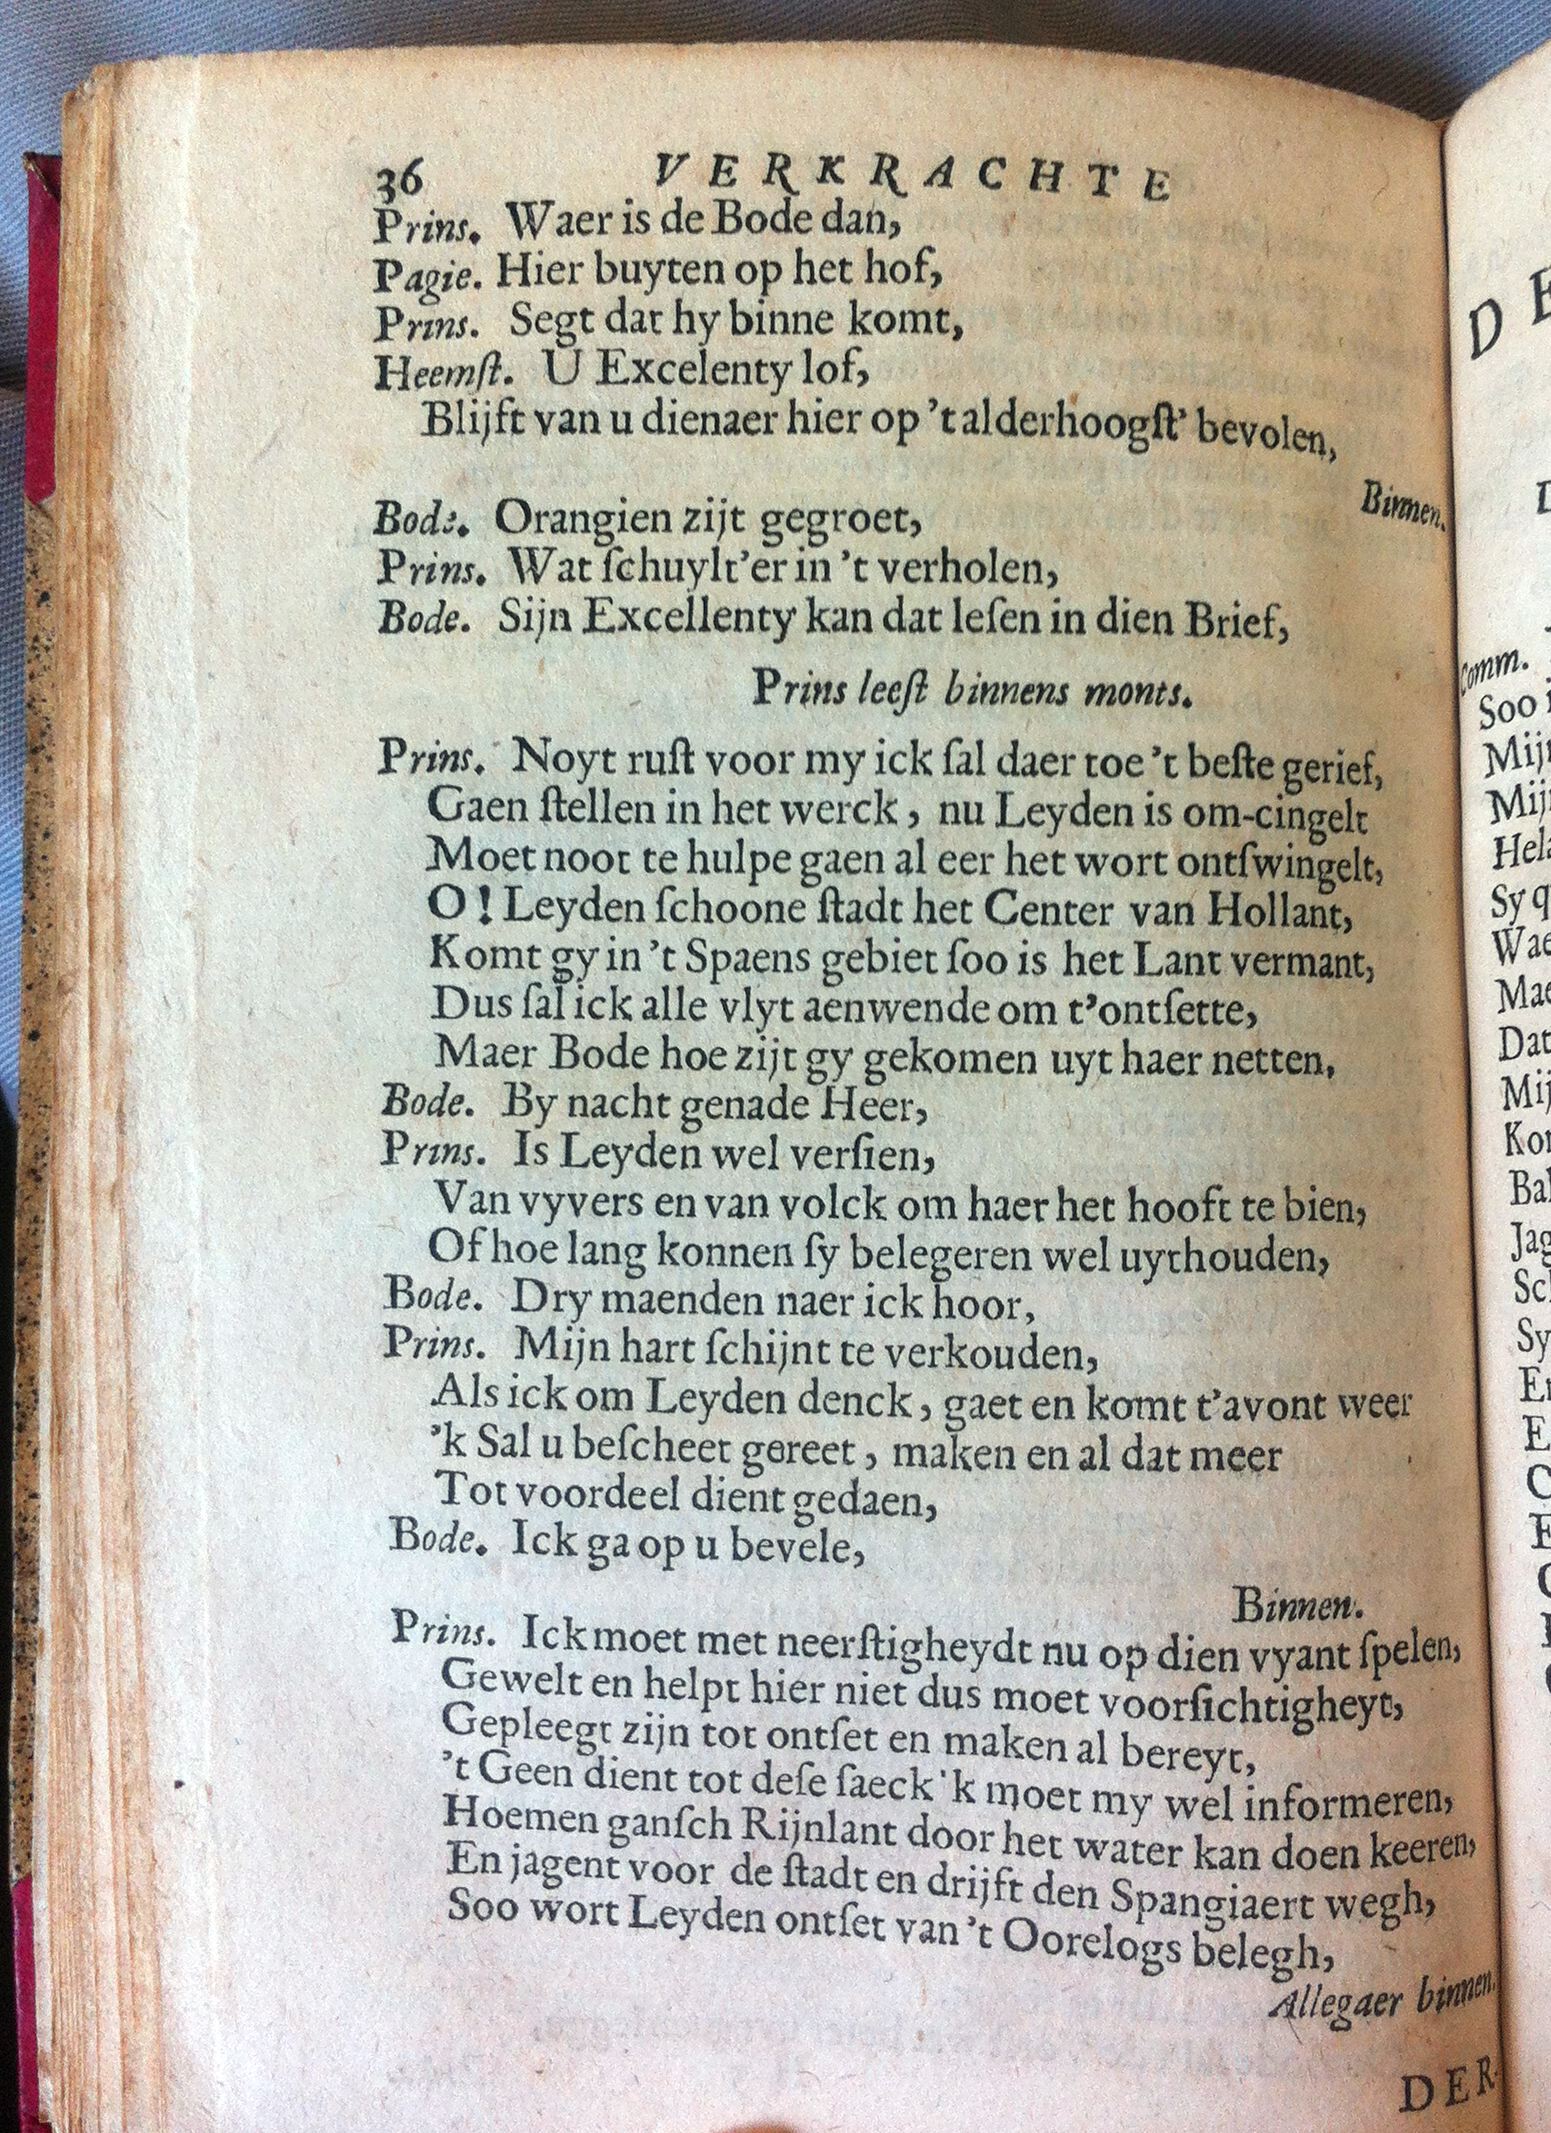 36 VERKRACHTE
Prins. Waer is de Bode dan,
Pagie. Hier buyten op het hof,
Prins. Segt dat hy binne komt,
Heemſt. U Excelenty lof,
Blijft van u dienaer hier op 't alderhoogſt' bevolen,
Binnen.
Bode. Orangien zijt gegroet,
Prins. Wat ſchuylt'er in 't verholen,
Bode. Sijn Excellenty kan dat leſen in dien Brief,
Prins leeſt binnens monts.
Prins. Noyt ruſt voor my ick ſal daer toe 't beſte gerief,
Gaen ſtellen in het werck, nu Leyden is om-cingelt
Moet noot te hulpe gaen al eer het wort ontſwingelt,
O! Leyden ſchoone ſtadt het Center van Hollant,
Komt gy in 't Spaens gebiet ſoo is het Lant vermant,
Dus ſal ick alle vlyt aenwende om t'ontſette,
Maer Bode hoe zijt gy gekomen uyt haer netten,
Bode. By nacht genade Heer,
Prins. Is Leyden wel verſien,
Van vyvers en van volck om haer het hooft te bien,
Of hoe lang konnen ſy belegeren wel uythouden,
Bode. Dry maenden naer ick hoor,
Prins. Mijn hart ſchijnt te verkouden,
Als ick om Leyden denck, gaet en komt t'avont weer
'k Sal u beſcheet gereet, maken en al dat meer
Tot voordeel dient gedaen,
Bode. Ick ga op u bevele,
Binnen.
Prins. Ick moet met neerſtigheydt nu op dien vyant ſpelen,
Gewelt en helpt hier niet dus moet voorſichtigheyt,
Gepleegt zijn tot ontſet en maken al bereyt,
't Geen dient tot deſe ſaeck 'k moet my wel informeren,
Hoemen ganſch Rijnlant door het water kan doen keeren,
En jagent voor de ſtadt en drijft den Spangiaert wegh,
Soo wort Leyden ontſet van 't Oorelogs belegh,
Allegaer binnen.
DER-
DE
Comm.
Soo
Sy
Dat